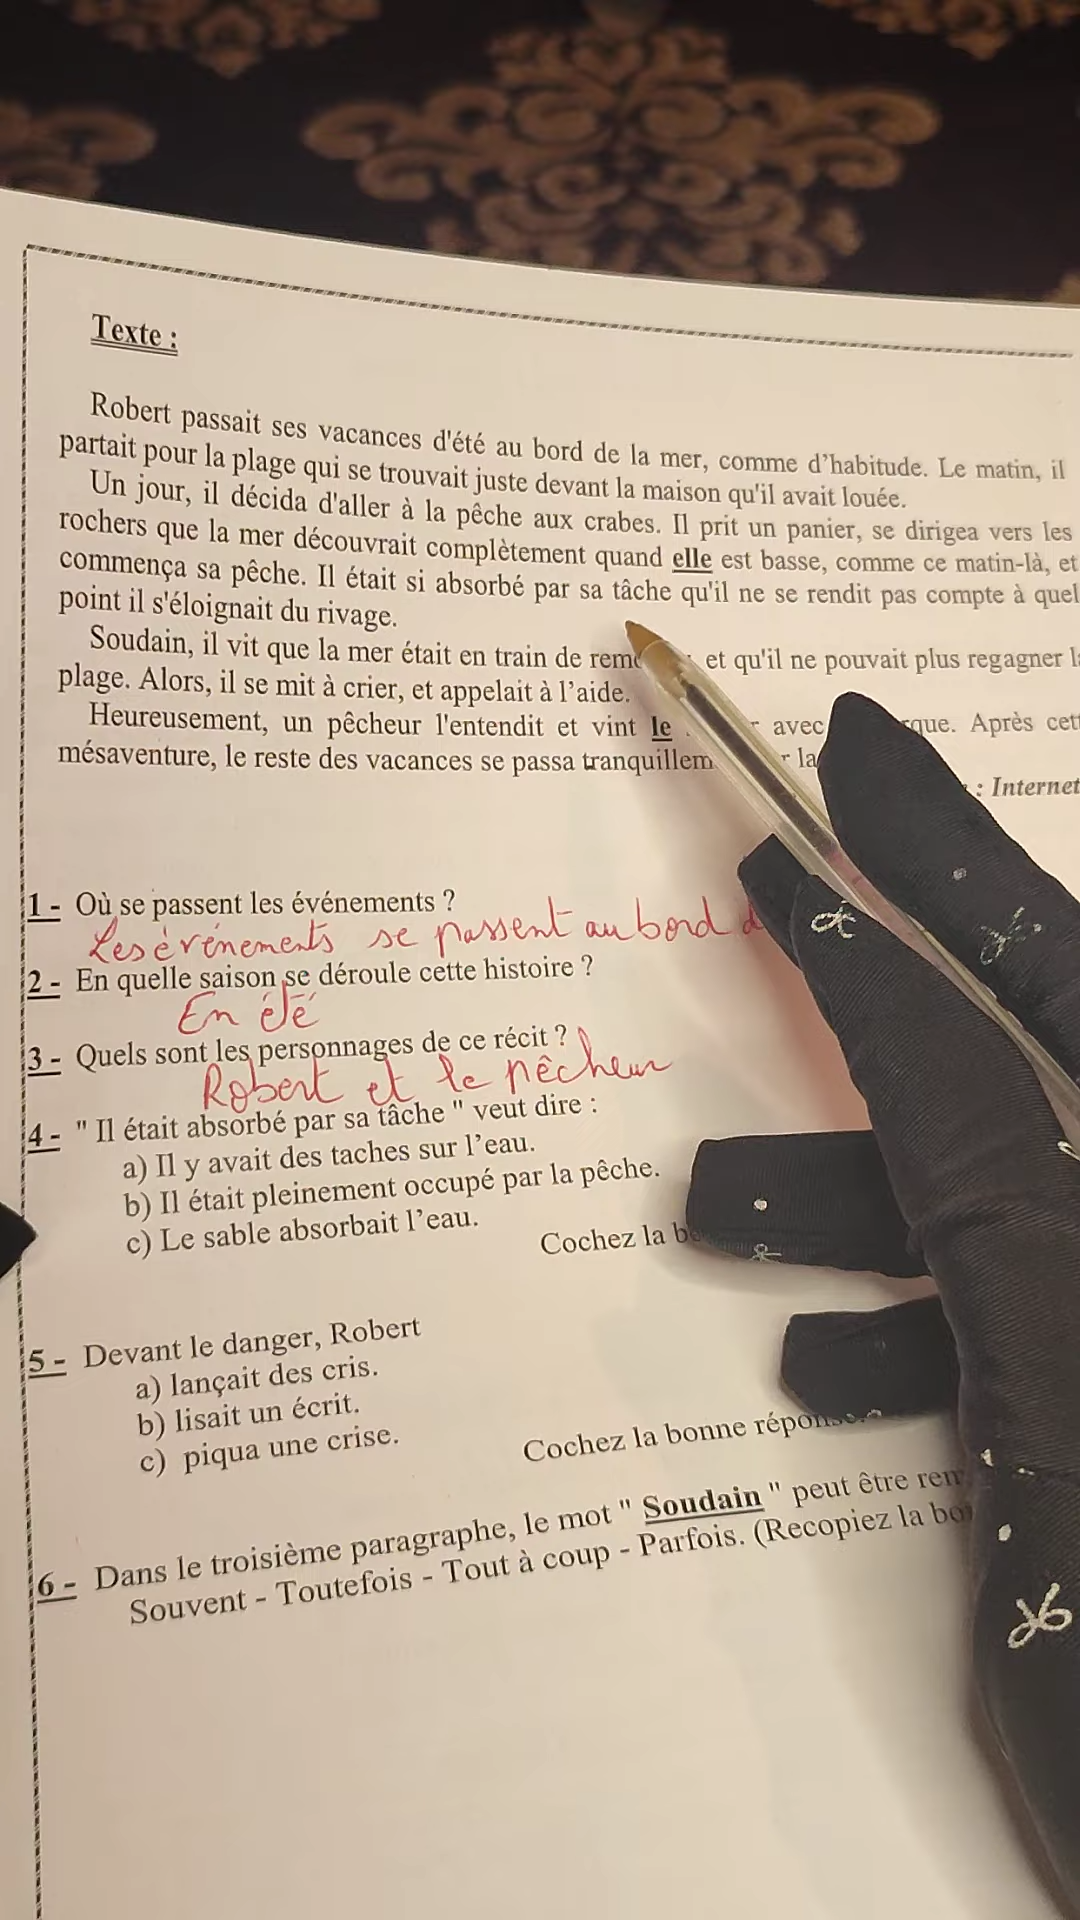 Texte :
Robert passait ses vacances d'été au bord de la mer, comme d'habitude. Le matin, il
partait pour la plage qui se trouvait juste devant la maison qu'il avait louée.
Un jour, il décida d'aller à la pêche aux crabes. Il prit un panier, se dirigea vers les
rochers que la mer découvrait complètement quand elle est basse, comme ce matin-là, et
commença sa pêche. Il était si absorbé par sa tâche qu'il ne se rendit pas compte à quel
point il s'éloignait du rivage.
Soudain, il vit que la mer était en train de et qu'il ne pouvait plus regagner
plage. Alors, il se mit à crier, et appelait à l'aide.
Heureusement, un pêcheur l'entendit et vint le avec Après
mésaventure, le reste des vacances se passa
: Internet
1 - Où se passent les événements ?
Les événements se passent au bord
2 - En quelle saison se déroule cette histoire ?
En été
3 - Quels sont les personnages de ce récit ?
Robert et le pêcheur
4 - " Il était absorbé par sa tâche " veut dire :
a) Il y avait des taches sur l'eau.
b) Il était pleinement occupé par la pêche.
c) Le sable absorbait l'eau.
Cochez la
5 - Devant le danger, Robert
a) lançait des cris.
b) lisait un écrit.
c) piqua une crise.
Cochez la bonne réponse.
6 - Dans le troisième paragraphe, le mot " Soudain " peut être
Souvent - Toutefois - Tout à coup - Parfois. (Recopiez la